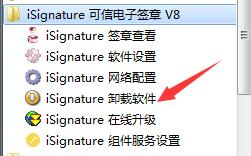 iSignature 可信电子签章 V8
iSignature 签章查看
iSignature 软件设置
iSignature 网络配置
iSignature 卸载软件
iSignature 在线升级
iSignature 组件服务设置